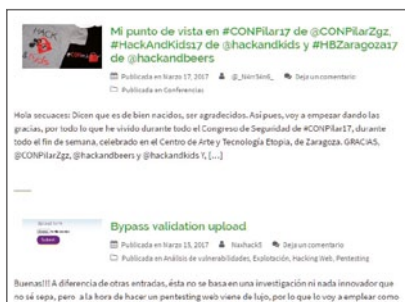 Mi punto de vista en #CONPilar17 de @CONPilarZgz,
#HackAndKids17 de @hackandkids y #HBZaragoza17
de @hackandbeers
Publicada en Marzo 17, 2017 Deja un comentario
Publicada en Conferencias
Hola secuaces: Dicen que es de bien nacidos, ser agradecidos. Así pues, voy a empezar dando las
gracias, por todo lo que he vivido durante todo el Congreso de Seguridad de #CONPilar17, durante
todo el fin de semana, celebrado en el Centro de Arte y Tecnología Etopia, de Zaragoza. GRACIAS,
@CONPilarZgz, @hackandbeers y @hackandkids Y, […]
Bypass validation upload
Publicada en Marzo 15, 2017 Naxhack5 Deja un comentario
Publicada en Análisis de vulnerabilidades, Explotación, Hacking Web, Pentesting
Buenas!!! A diferencia de otras entradas, ésta no se basa en una investigación ni nada innovador que
no sé sepa, pero a la hora de hacer un pentesting web viene de lujo, por lo que lo voy a emplear como